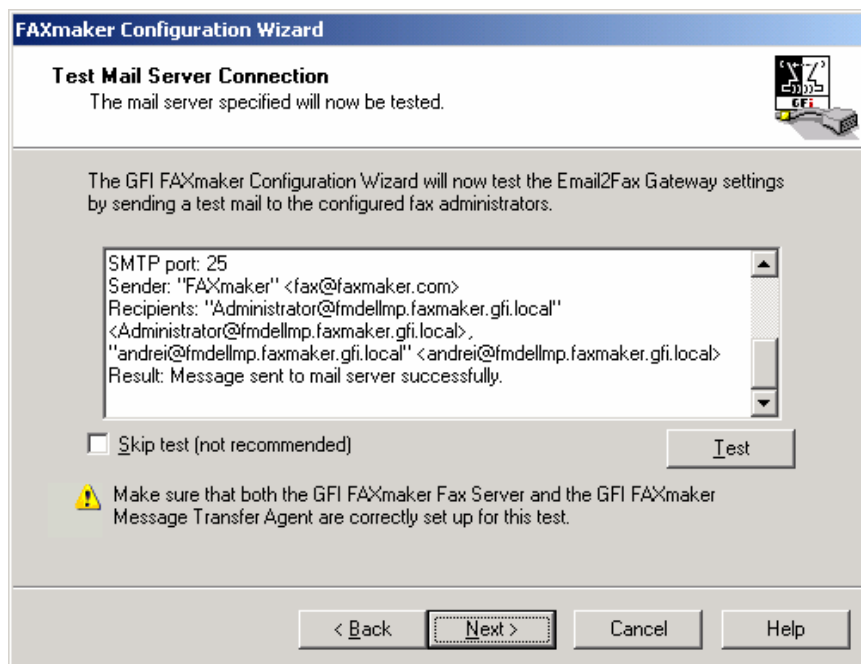 FAXmaker Configuration Wizard
Test Mail Server Connection
The mail server specified will now be tested.
GFi
The GFI FAXmaker Configuration Wizard will now test the Email2Fax Gateway settings
by sending a test mail to the configured fax administrators.
SMTP port: 25
Sender: "FAXmaker" <fax@faxmaker.com>
Recipients: "Administrator@fmdellmp.faxmaker.gfi.local"
<Administrator@fmdellmp.faxmaker.gfi.local>,
"andrei@fmdellmp.faxmaker.gfi.local" <andrei@fmdellmp.faxmaker.gfi.local>
Result: Message sent to mail server successfully.
Skip test (not recommended)
Test
Make sure that both the GFI FAXmaker Fax Server and the GFI FAXmaker
Message Transfer Agent are correctly set up for this test.
< Back
Next >
Cancel
Help